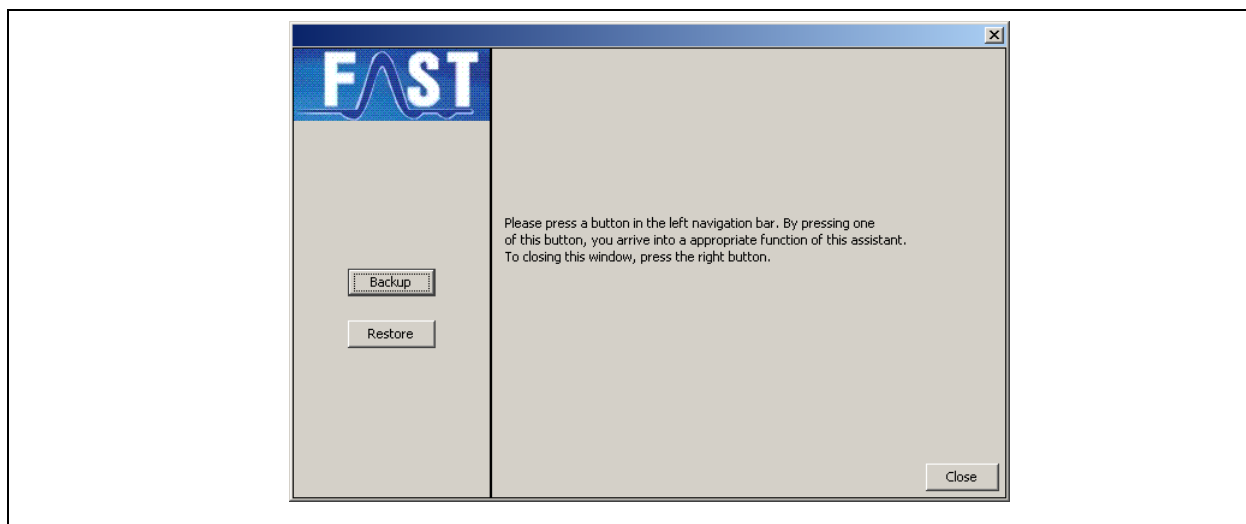 FAST
Please press a button in the left navigation bar. By pressing one
of this button, you arrive into a appropriate function of this assistant.
To closing this window, press the right button.
Backup
Restore
Close